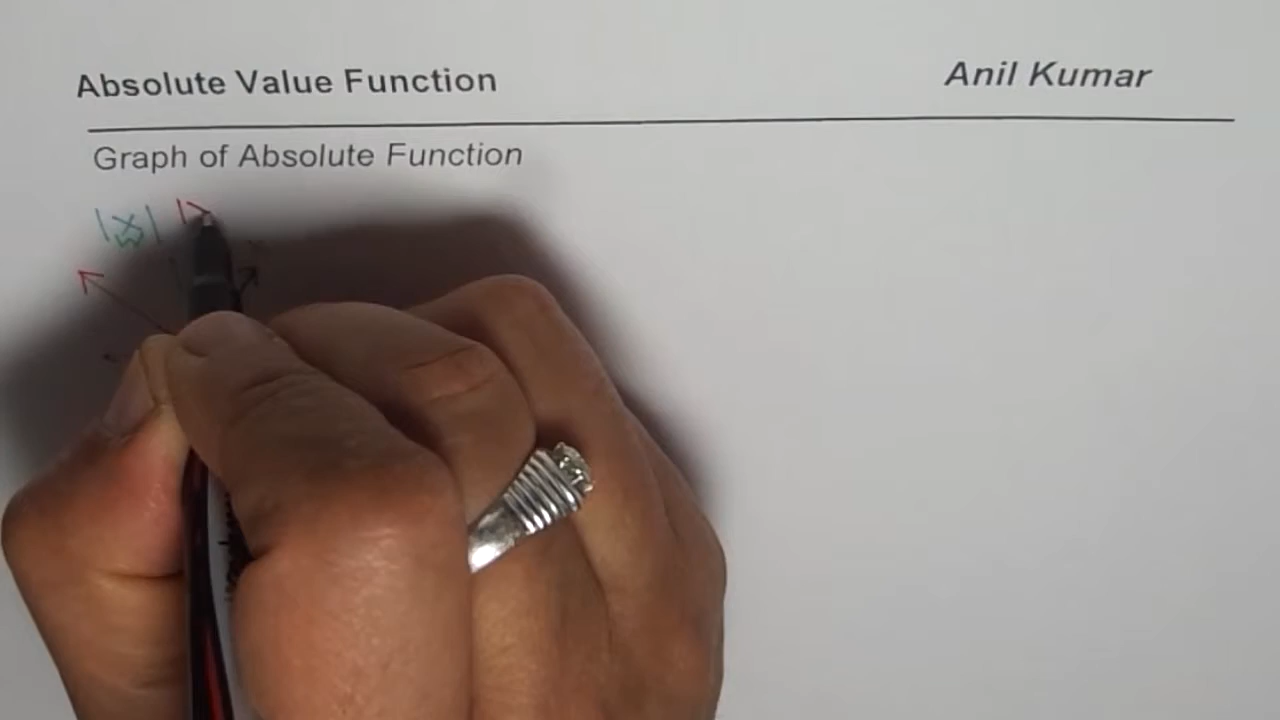 Absolute Value Function Anil Kumar
Graph of Absolute Function
|x|